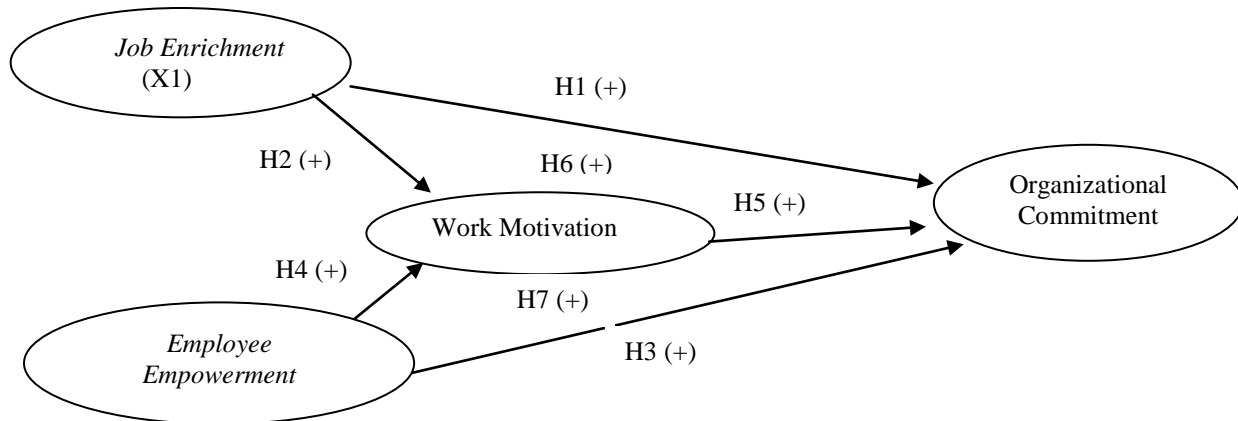 Job Enrichment
(X1)
H1 (+)
H2 (+)
H6 (+)
Organizational
Commitment
H5 (+)
Work Motivation
H4 (+)
H7 (+)
H3 (+)
Employee
Empowerment